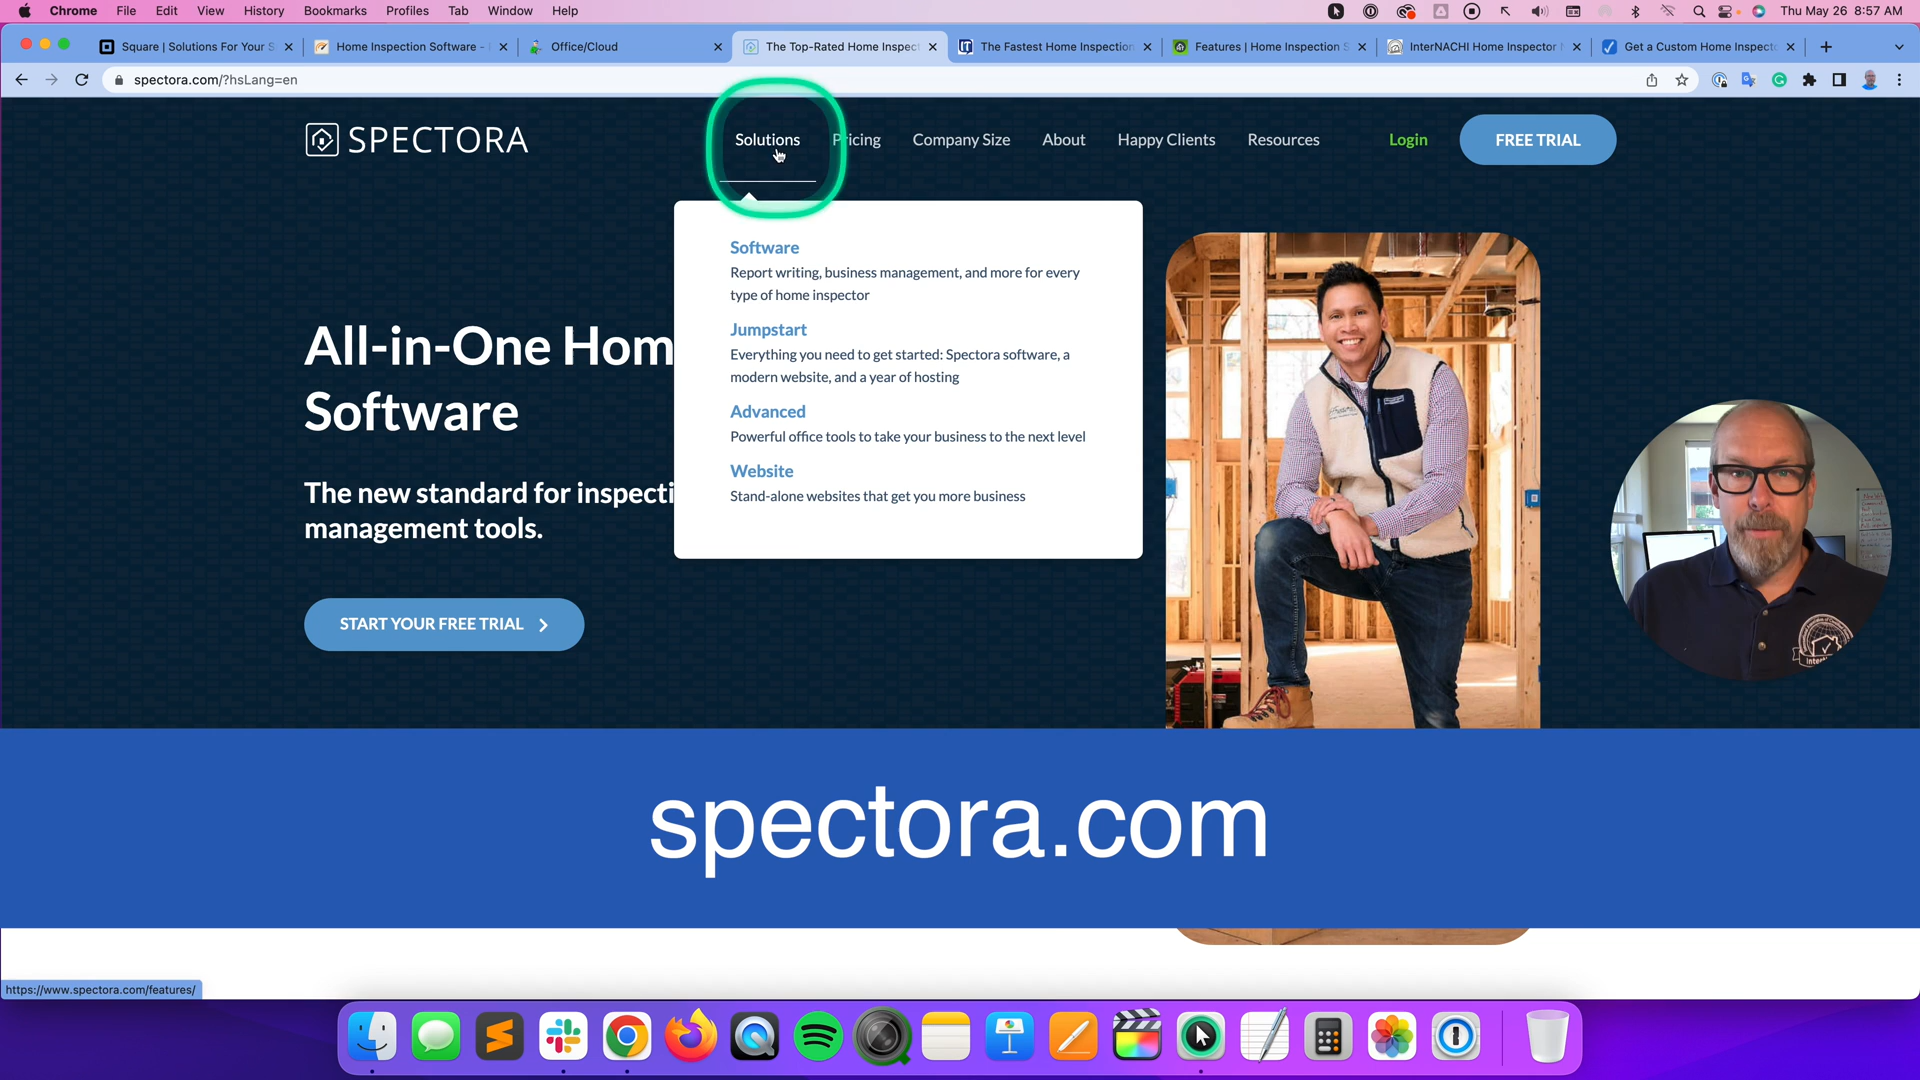 Chrome File Edit View History Bookmarks Profiles Tab Window Help Thu May 26 8:57 AM
Square | Solutions For Your S
Home Inspection Software -
Office/Cloud
The Top-Rated Home Inspect
The Fastest Home Inspection
Features | Home Inspection S
InterNACHI Home Inspector
Get a Custom Home Inspect
spectora.com/?hsLang=en
SPECTORA
Solutions Pricing Company Size About Happy Clients Resources Login FREE TRIAL
Software
Report writing, business management, and more for every
type of home inspector
Jumpstart
Everything you need to get started: Spectora software, a
modern website, and a year of hosting
Advanced
Powerful office tools to take your business to the next level
Website
Stand-alone websites that get you more business
All-in-One Hom
Software
The new standard for inspecti
management tools.
START YOUR FREE TRIAL
spectora.com
https://www.spectora.com/features/